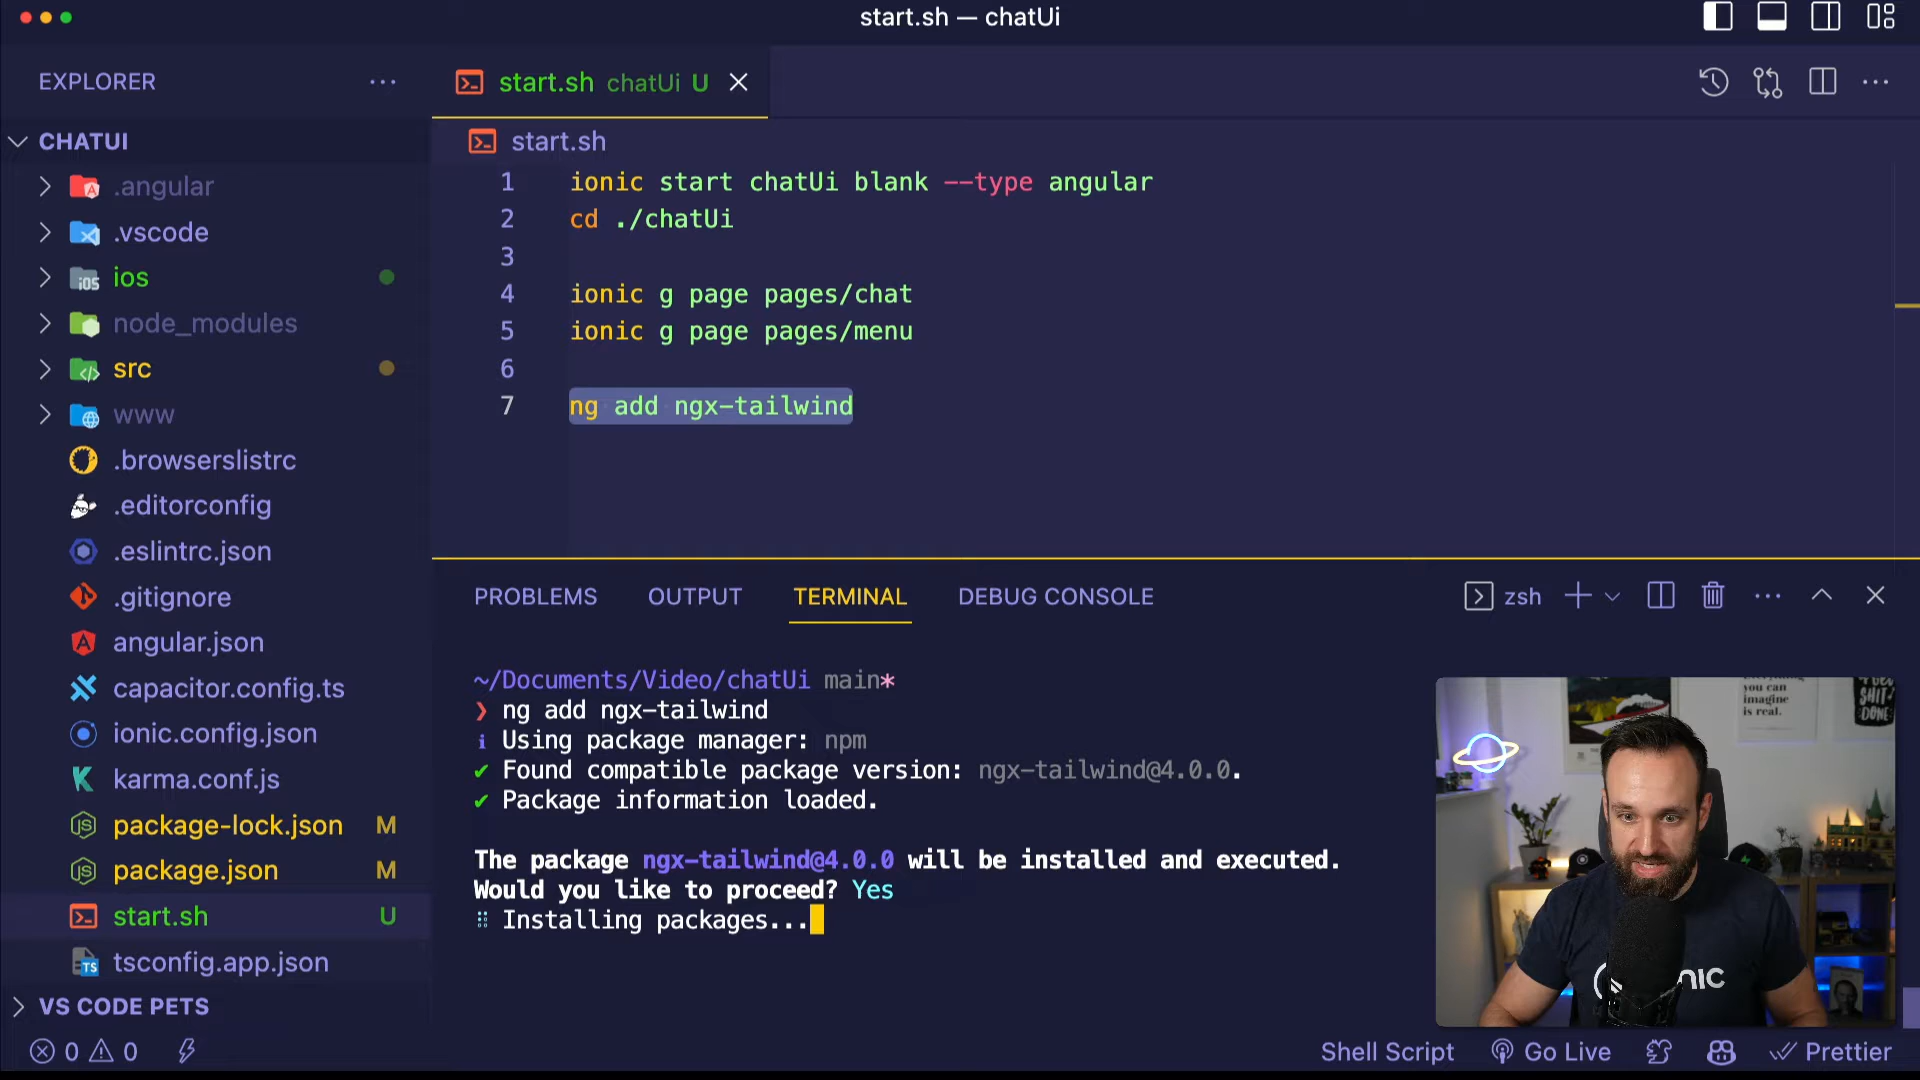 start.sh — chatUi
EXPLORER
start.sh chatUi U
CHATUI
.angular
.vscode
ios
node_modules
src
www
.browserslistrc
.editorconfig
.eslintrc.json
.gitignore
angular.json
capacitor.config.ts
ionic.config.json
karma.conf.js
package-lock.json M
package.json M
start.sh U
tsconfig.app.json
VS CODE PETS
start.sh
1 ionic start chatUi blank --type angular
2 cd ./chatUi
3
4 ionic g page pages/chat
5 ionic g page pages/menu
6
7 ng add ngx-tailwind
PROBLEMS OUTPUT TERMINAL DEBUG CONSOLE
zsh
~/Documents/Video/chatUi main*
❯ ng add ngx-tailwind
ℹ Using package manager: npm
✔ Found compatible package version: ngx-tailwind@4.0.0.
✔ Package information loaded.
The package ngx-tailwind@4.0.0 will be installed and executed.
Would you like to proceed? Yes
⠿ Installing packages...
you can
imagine
is real.
SHIT
DONE
NIC
0 0
Shell Script Go Live Prettier